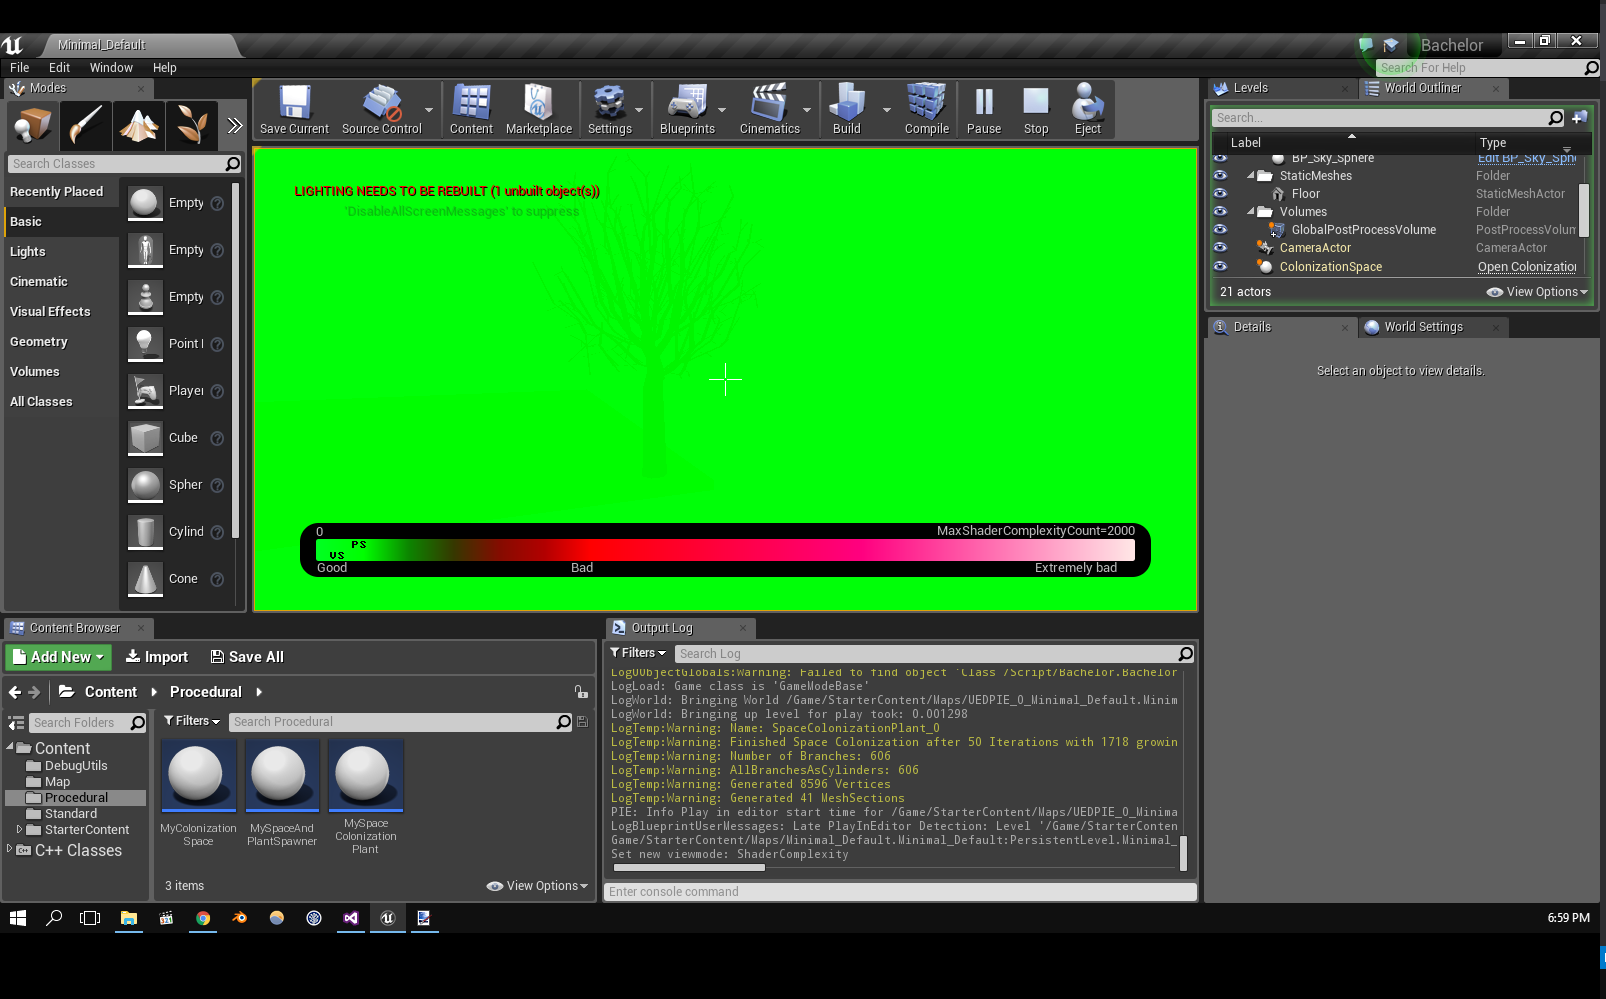 Minimal_Default
Bachelor
File Edit Window Help
Search For Help
Modes
Search Classes
Recently Placed
Basic
Lights
Cinematic
Visual Effects
Geometry
Volumes
All Classes
Empty
Empty
Empty
Point
Player
Cube
Spher
Cylind
Cone
Save Current
Source Control
Content
Marketplace
Settings
Blueprints
Cinematics
Build
Compile
Pause
Stop
Eject
LIGHTING NEEDS TO BE REBUILT (1 unbuilt object(s))
'DisableAllScreenMessages' to suppress
0
MaxShaderComplexityCount=2000
PS
VS
Good
Bad
Extremely bad
Levels
World Outliner
Search...
Label Type
BP_Sky_Sphere Edit BP_Sky_Sph
StaticMeshes Folder
Floor StaticMeshActor
Volumes Folder
GlobalPostProcessVolume PostProcessVolum
CameraActor CameraActor
ColonizationSpace Open Colonization
21 actors
View Options
Details
World Settings
Select an object to view details.
Content Browser
Add New
Import
Save All
Content
Procedural
Search Folders
Filters
Search Procedural
Content
DebugUtils
Map
Procedural
Standard
StarterContent
C++ Classes
MyColonization
Space
MySpaceAnd
PlantSpawner
MySpace
Colonization
Plant
3 items
View Options
Output Log
Filters
Search Log
LogUObjectGlobals:Warning: Failed to find object 'Class /Script/Bachelor.Bachelor
LogLoad: Game class is 'GameModeBase'
LogWorld: Bringing World /Game/StarterContent/Maps/UEDPIE_0_Minimal_Default.Minim
LogWorld: Bringing up level for play took: 0.001298
LogTemp:Warning: Name: SpaceColonizationPlant_0
LogTemp:Warning: Finished Space Colonization after 50 Iterations with 1718 growin
LogTemp:Warning: Number of Branches: 606
LogTemp:Warning: AllBranchesAsCylinders: 606
LogTemp:Warning: Generated 8596 Vertices
LogTemp:Warning: Generated 41 MeshSections
PIE: Info Play in editor start time for /Game/StarterContent/Maps/UEDPIE_0_Minima
LogBlueprintUserMessages: Late PlayInEditor Detection: Level '/Game/StarterConten
Game/StarterContent/Maps/Minimal_Default.Minimal_Default:PersistentLevel.Minimal_
Set new viewmode: ShaderComplexity
Enter console command
6:59 PM